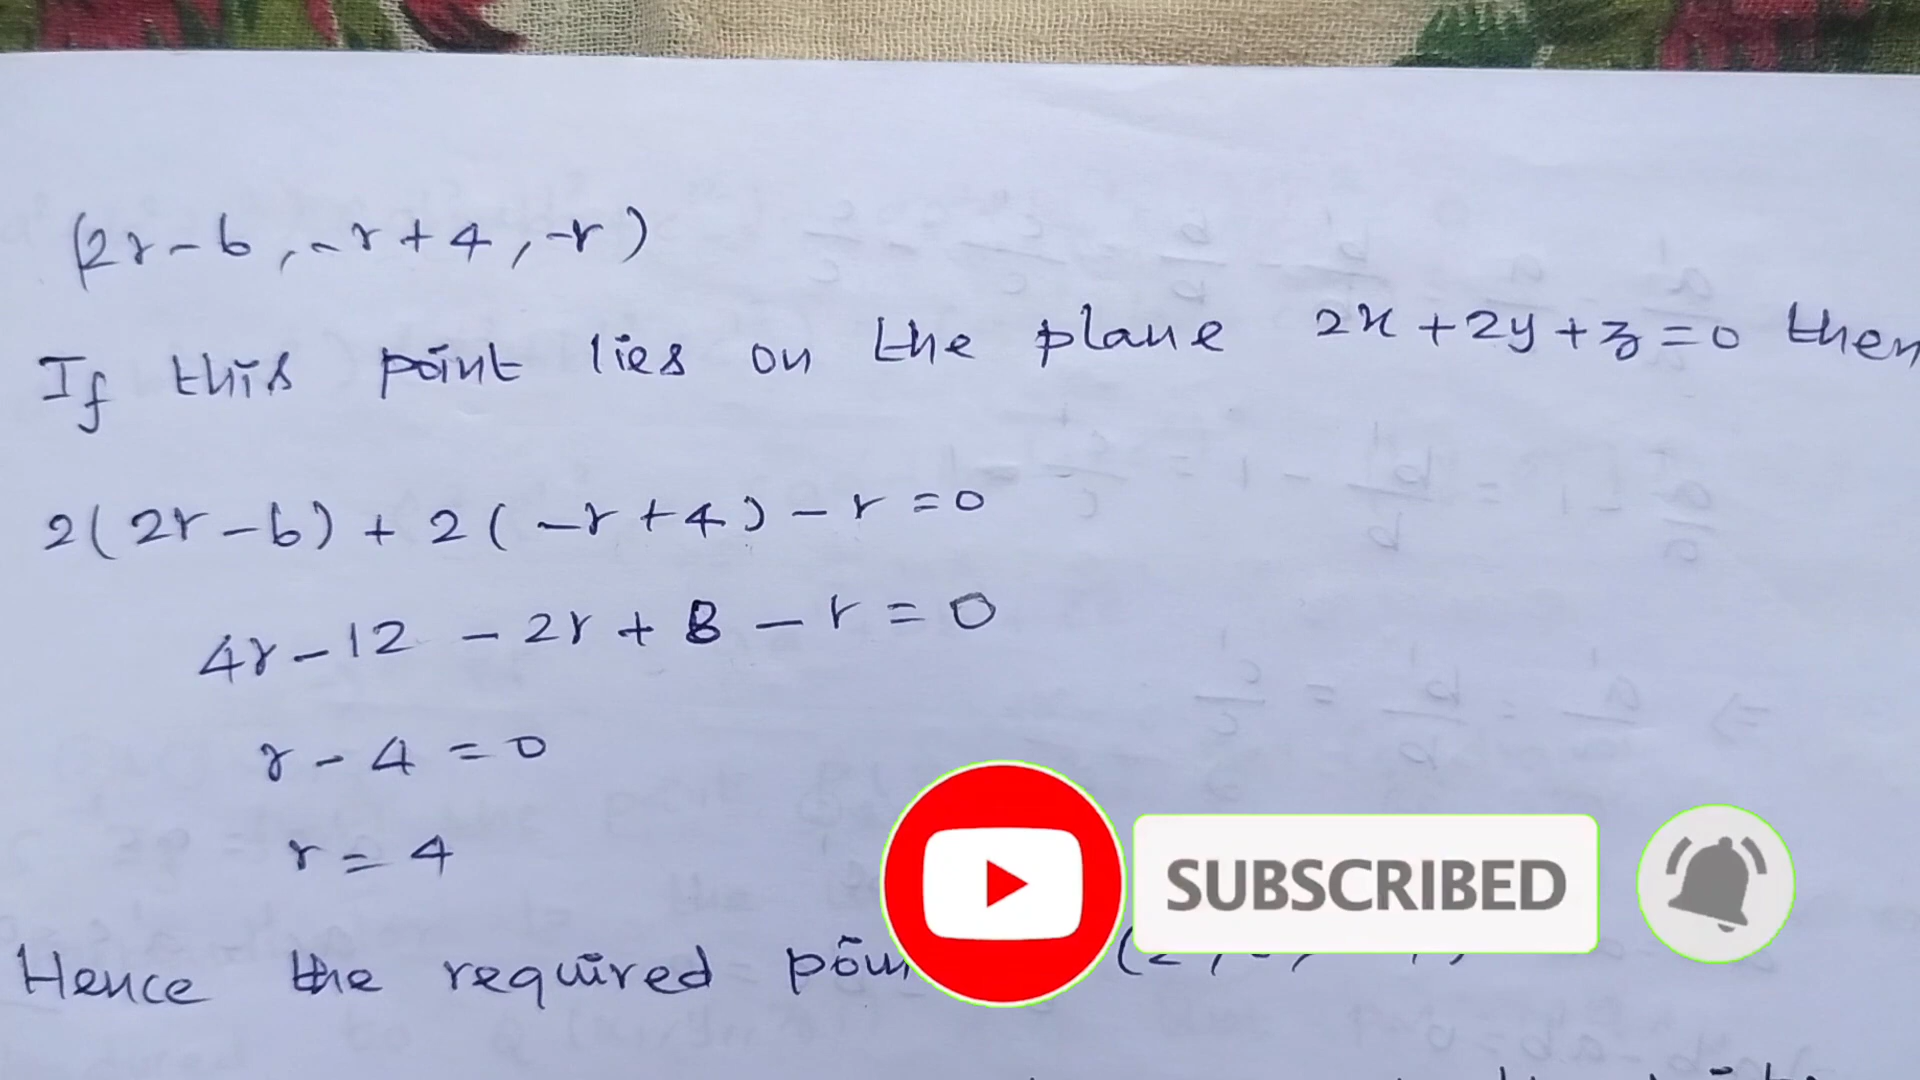 (2r-6, -r+4, -r)
If this point lies on the plane 2x+2y+z=0 then
2(2r-6) + 2(-r+4) - r = 0
4r-12 - 2r + 8 - r = 0
r - 4 = 0
r = 4
SUBSCRIBED
Hence the required